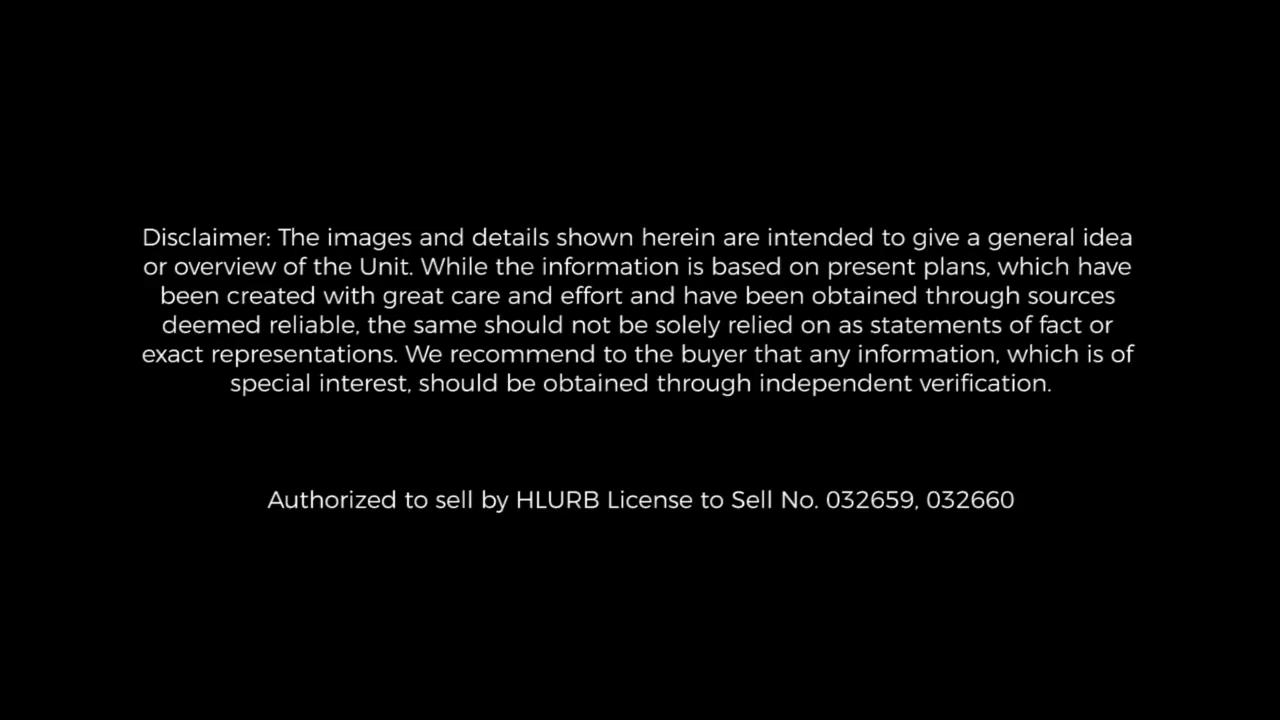 Disclaimer: The images and details shown herein are intended to give a general idea
or overview of the Unit. While the information is based on present plans, which have
been created with great care and effort and have been obtained through sources
deemed reliable, the same should not be solely relied on as statements of fact or
exact representations. We recommend to the buyer that any information, which is of
special interest, should be obtained through independent verification.
Authorized to sell by HLURB License to Sell No. 032659, 032660